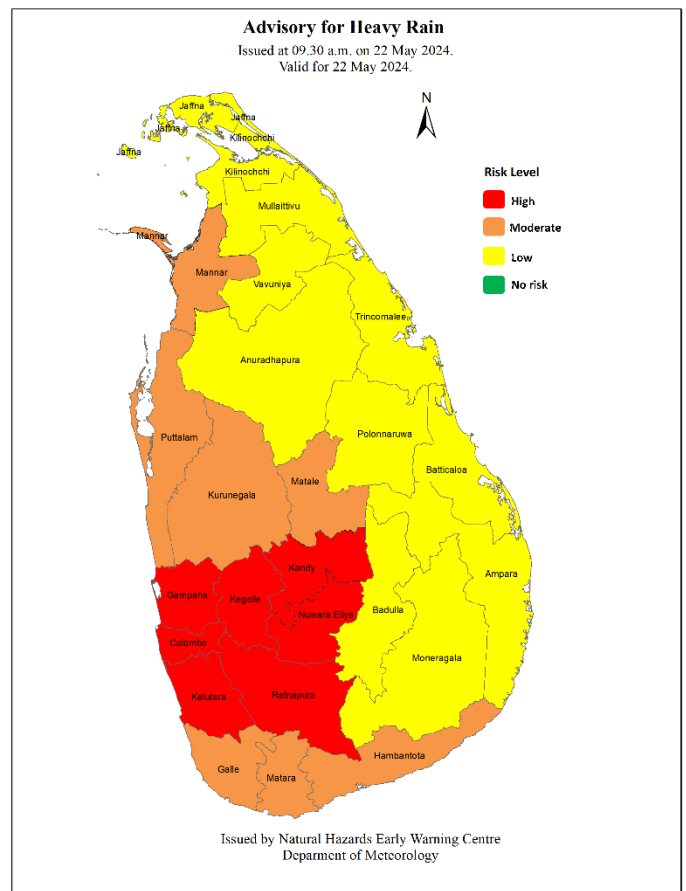 Advisory for Heavy Rain
Issued at 09.30 a.m. on 22 May 2024.
Valid for 22 May 2024.
N
Jaffna
Jaffna
Jaffna
Kilinochchi
Jaffna
Kilinochchi
Risk Level
High
Moderate
Low
No risk
Mullaittivu
Mannar
Mannar
Vavuniya
Trincomalee
Anuradhapura
Polonnaruwa
Puttalam
Batticaloa
Matale
Kurunegala
Kandy
Ampara
Gampaha
Kegalle
Badulla
Nuwara Eliya
Colombo
Moneragala
Kalutara
Ratnapura
Hambantota
Galle
Matara
Issued by Natural Hazards Early Warning Centre
Deparment of Meteorology